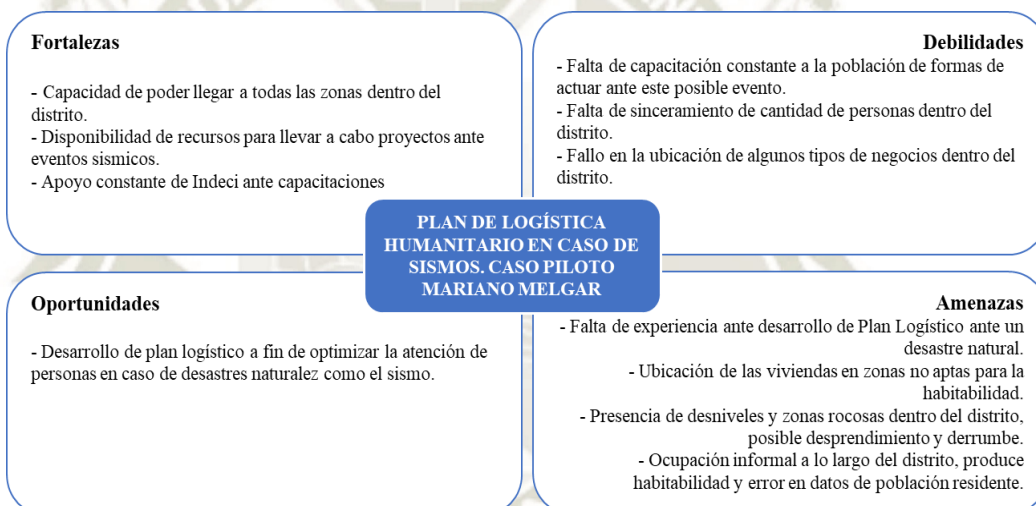 Fortalezas
- Capacidad de poder llegar a todas las zonas dentro del
distrito.
- Disponibilidad de recursos para llevar a cabo proyectos ante
eventos sismicos.
- Apoyo constante de Indeci ante capacitaciones
Debilidades
- Falta de capacitación constante a la población de formas de
actuar ante este posible evento.
- Falta de sinceramiento de cantidad de personas dentro del
distrito.
- Fallo en la ubicación de algunos tipos de negocios dentro del
distrito.
PLAN DE LOGÍSTICA
HUMANITARIO EN CASO DE
SISMOS. CASO PILOTO
MARIANO MELGAR
Oportunidades
- Desarrollo de plan logístico a fin de optimizar la atención de
personas en caso de desastres naturalez como el sismo.
Amenazas
- Falta de experiencia ante desarrollo de Plan Logístico ante un
desastre natural.
- Ubicación de las viviendas en zonas no aptas para la
habitabilidad.
- Presencia de desniveles y zonas rocosas dentro del distrito,
posible desprendimiento y derrumbe.
- Ocupación informal a lo largo del distrito, produce
habitabilidad y error en datos de población residente.